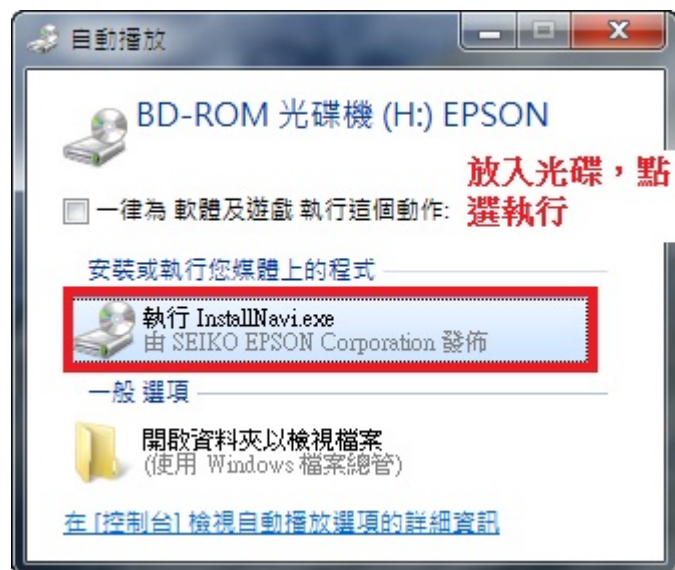 自動播放
BD-ROM 光碟機 (H:) EPSON
放入光碟，點
選執行
一律為 軟體及遊戲 執行這個動作:
安裝或執行您媒體上的程式
執行 InstallNavi.exe
由 SEIKO EPSON Corporation 發佈
一般 選項
開啟資料夾以檢視檔案
(使用 Windows 檔案總管)
在 [控制台] 檢視自動播放選項的詳細資訊